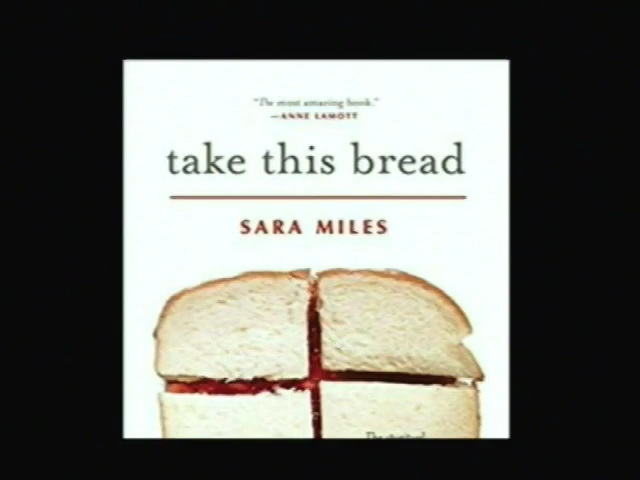 "The most amazing book."
—ANNE LAMOTT
take this bread
SARA MILES